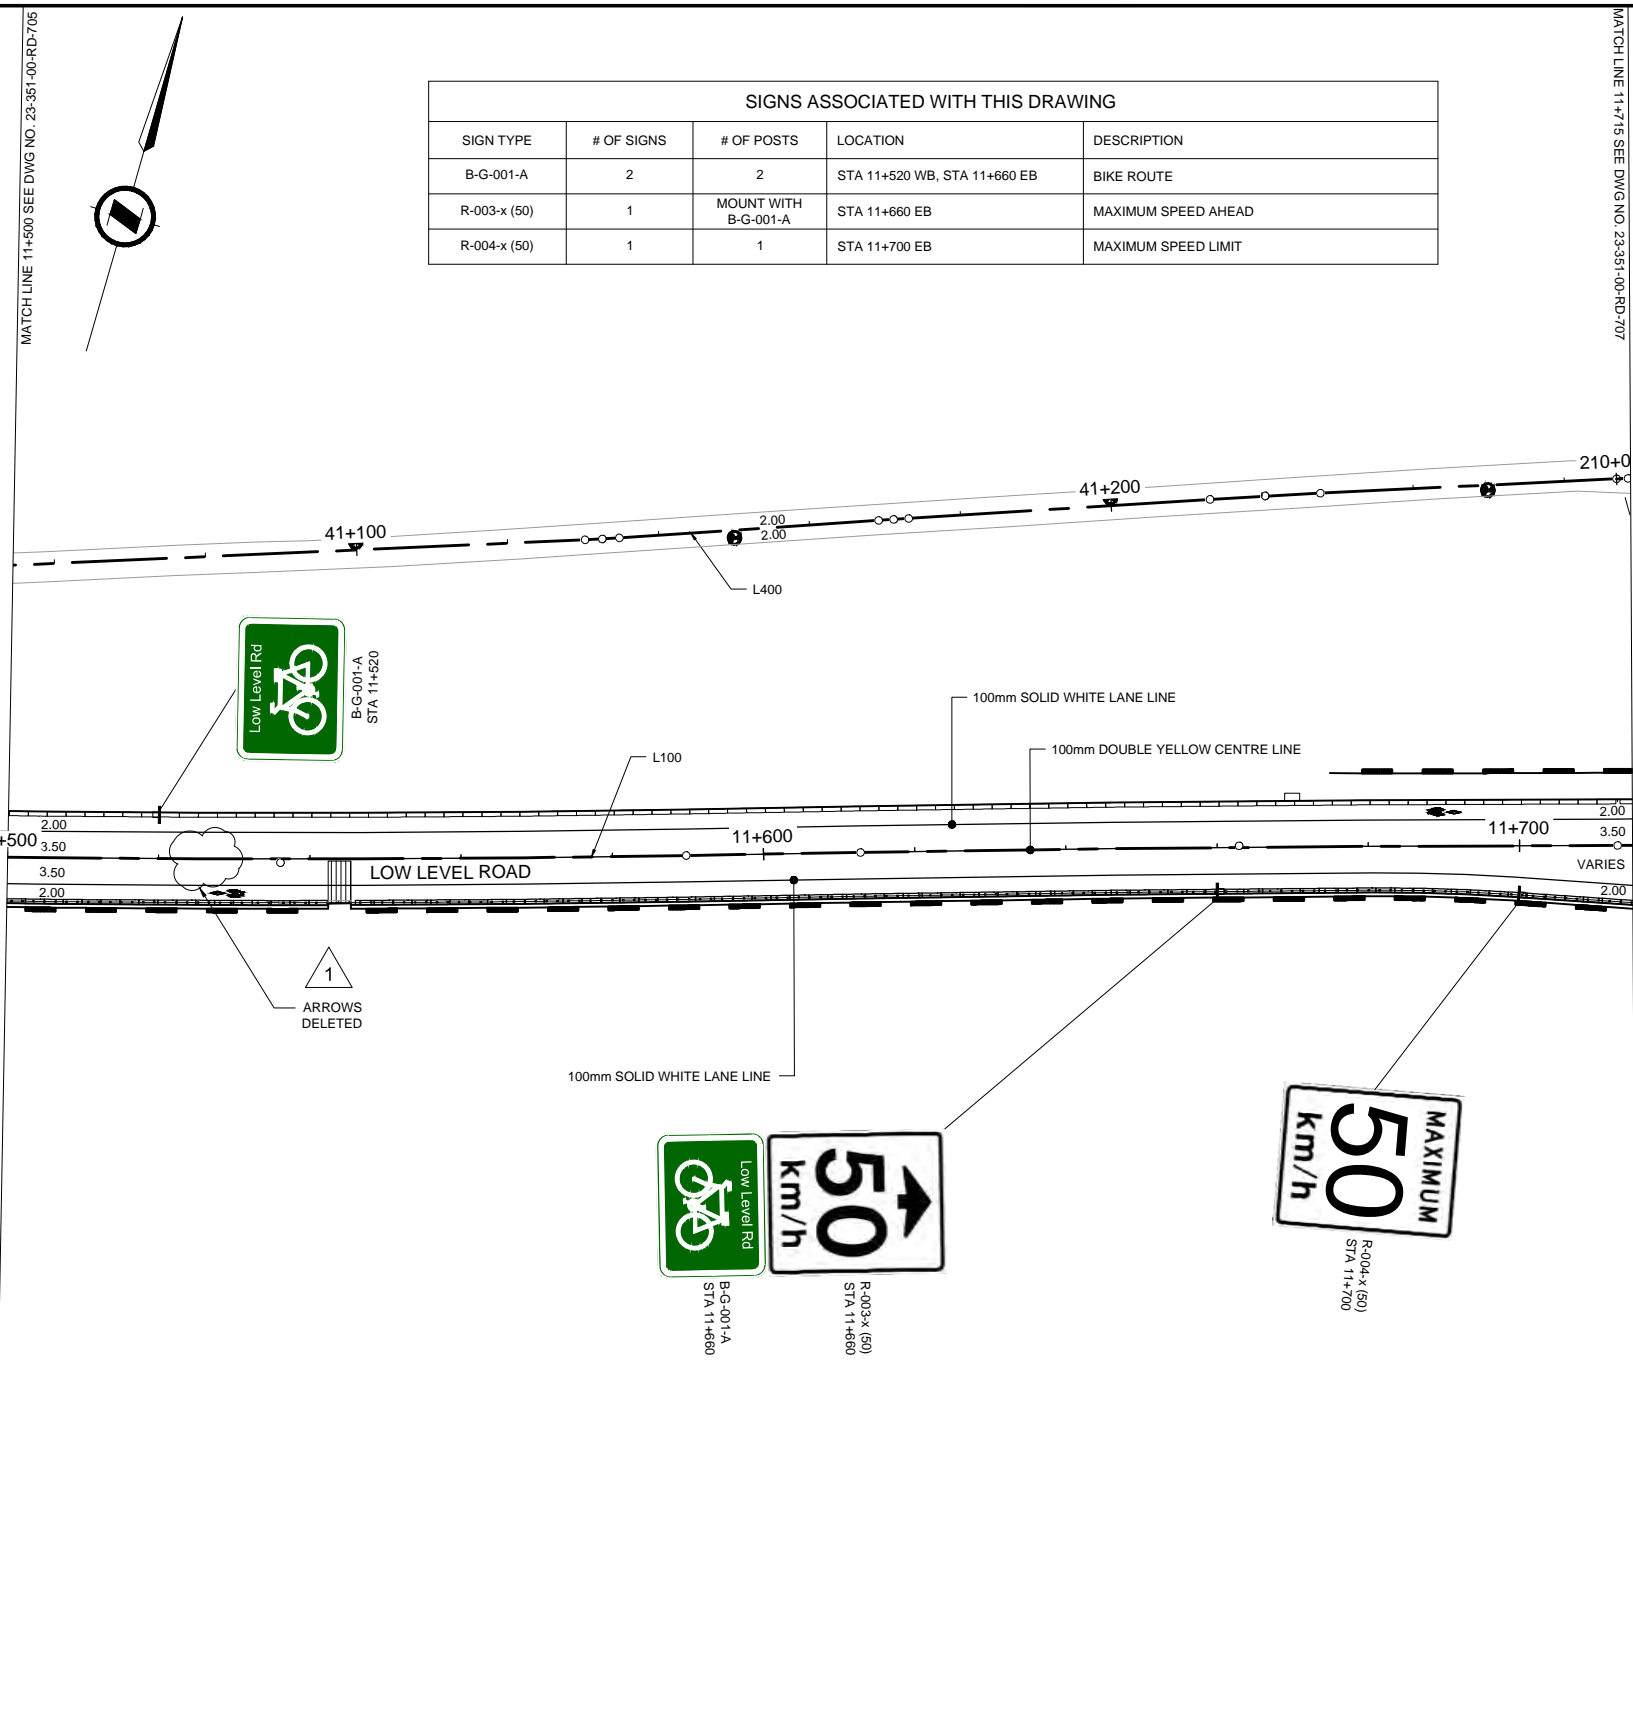 MATCH LINE 11+500 SEE DWG NO. 23-351-00-RD-705
MATCH LINE 11+715 SEE DWG NO. 23-351-00-RD-707
SIGNS ASSOCIATED WITH THIS DRAWING
SIGN TYPE # OF SIGNS # OF POSTS LOCATION DESCRIPTION
B-G-001-A 2 2 STA 11+520 WB, STA 11+660 EB BIKE ROUTE
R-003-x (50) 1 MOUNT WITH B-G-001-A STA 11+660 EB MAXIMUM SPEED AHEAD
R-004-x (50) 1 1 STA 11+700 EB MAXIMUM SPEED LIMIT
210+0
41+200
41+100
2.00
2.00
L400
Low Level Rd
B-G-001-A
STA 11+520
100mm SOLID WHITE LANE LINE
100mm DOUBLE YELLOW CENTRE LINE
L100
2.00
+500
3.50
3.50
2.00
11+600
11+700
2.00
3.50
VARIES
2.00
LOW LEVEL ROAD
1
ARROWS
DELETED
100mm SOLID WHITE LANE LINE
Low Level Rd
B-G-001-A
STA 11+660
50
km/h
R-003-x (50)
STA 11+660
MAXIMUM
50
km/h
R-004-x (50)
STA 11+700